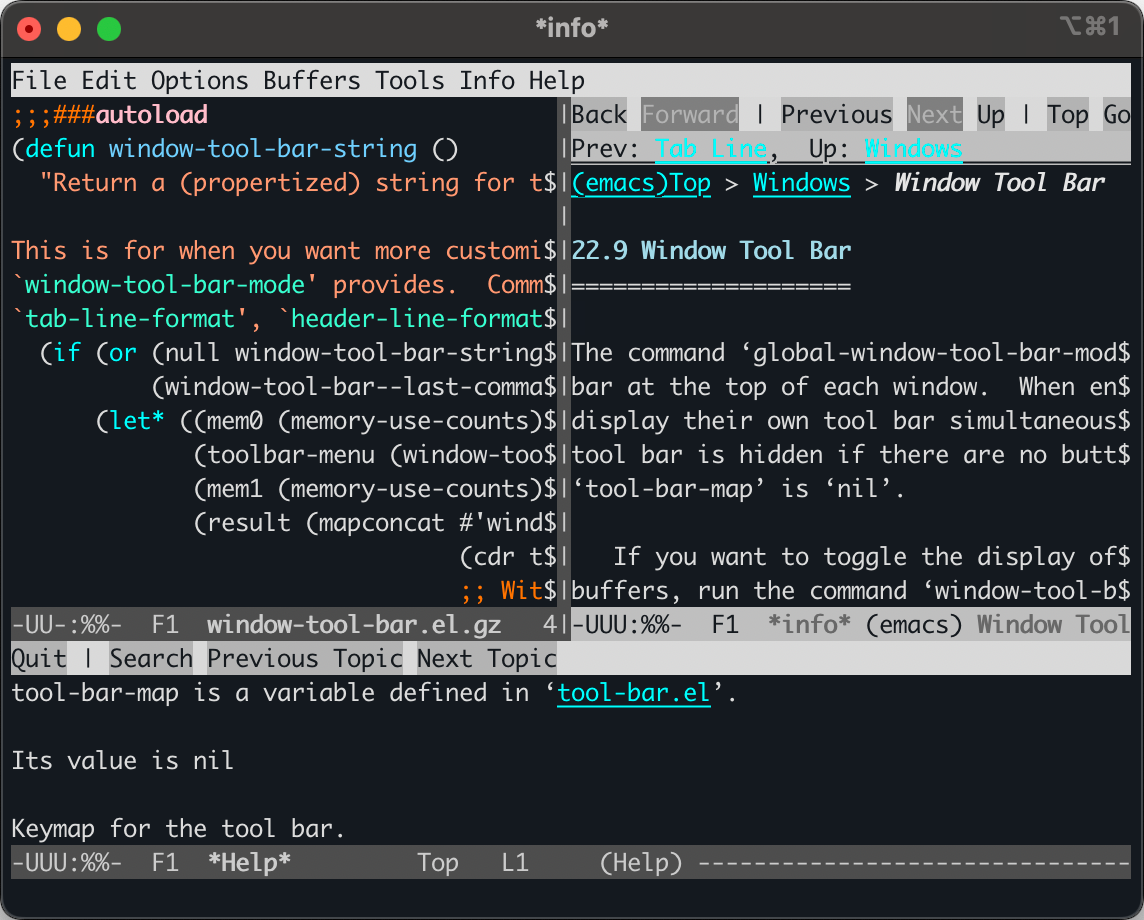 *info*
⌥⌘1
File Edit Options Buffers Tools Info Help
;;;###autoload
(defun window-tool-bar-string ()
  "Return a (propertized) string for t$

This is for when you want more customi$
`window-tool-bar-mode' provides.  Comm$
`tab-line-format', `header-line-format$
  (if (or (null window-tool-bar-string$
          (window-tool-bar--last-comma$
      (let* ((mem0 (memory-use-counts)$
             (toolbar-menu (window-too$
             (mem1 (memory-use-counts)$
             (result (mapconcat #'wind$
                                (cdr t$
                                ;; Wit$
-UU-:%%-  F1  window-tool-bar.el.gz   4
|Back Forward | Previous Next Up | Top Go
|Prev: Tab Line,  Up: Windows
|(emacs)Top > Windows > Window Tool Bar
|
|22.9 Window Tool Bar
|====================
|
|The command ‘global-window-tool-bar-mod$
|bar at the top of each window.  When en$
|display their own tool bar simultaneous$
|tool bar is hidden if there are no butt$
|‘tool-bar-map’ is ‘nil’.
|
|   If you want to toggle the display of$
|buffers, run the command ‘window-tool-b$
|-UUU:%%-  F1  *info* (emacs) Window Tool
Quit | Search Previous Topic Next Topic
tool-bar-map is a variable defined in ‘tool-bar.el’.

Its value is nil

Keymap for the tool bar.
-UUU:%%-  F1  *Help*         Top   L1     (Help) -------------------------------